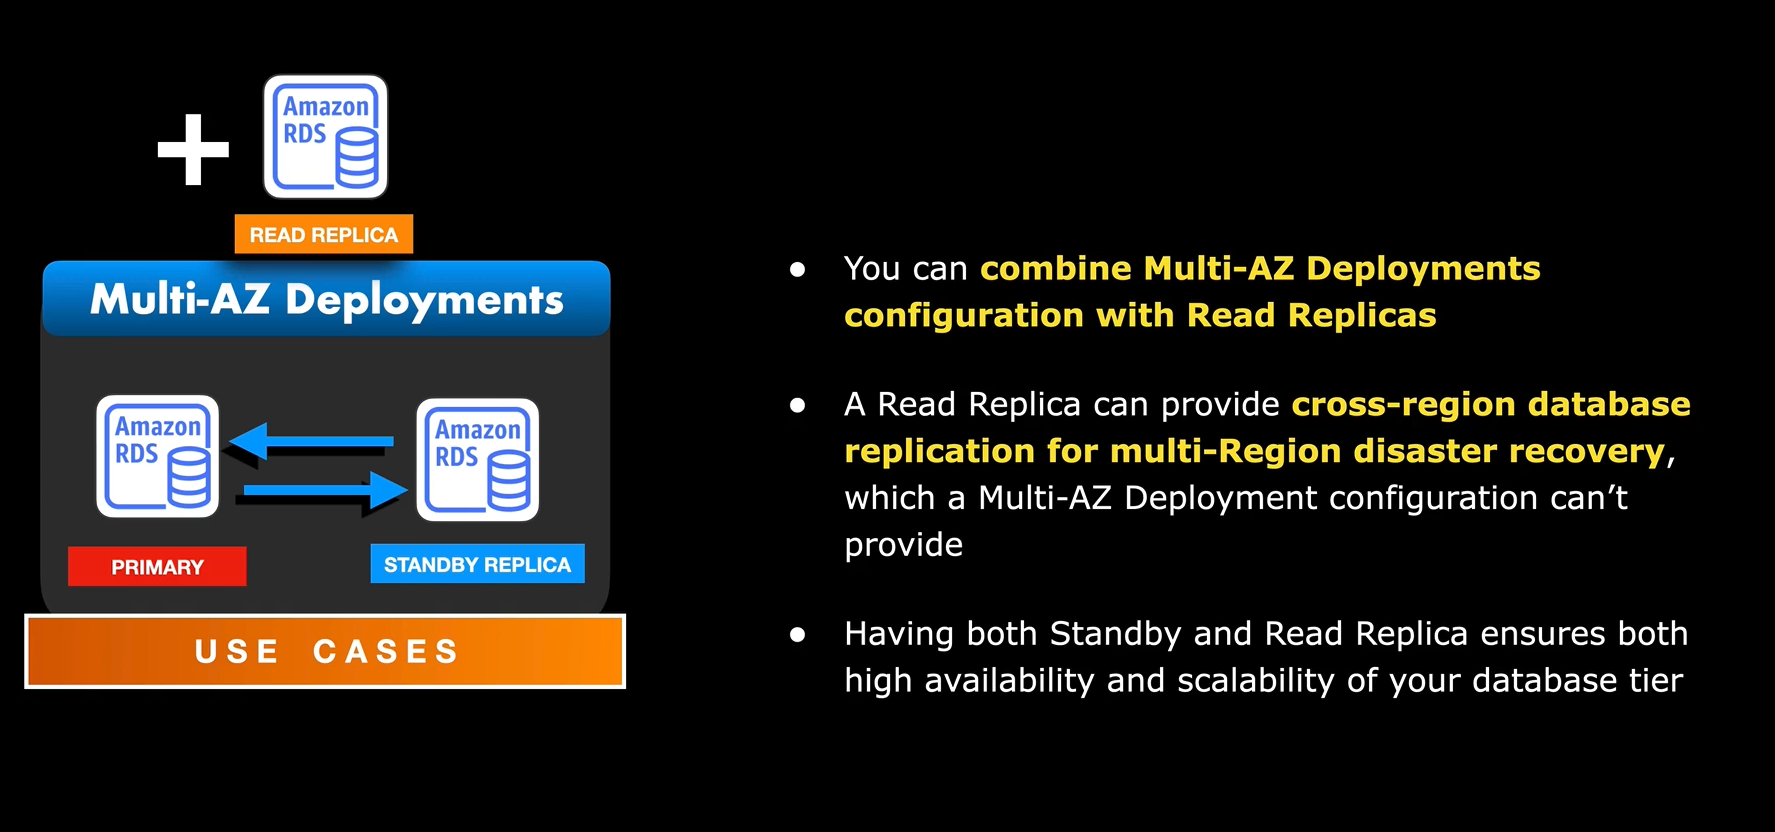 Amazon
RDS
READ REPLICA
Multi-AZ Deployments
Amazon
RDS
Amazon
RDS
PRIMARY
STANDBY REPLICA
USE CASES
● You can combine Multi-AZ Deployments
configuration with Read Replicas
● A Read Replica can provide cross-region database
replication for multi-Region disaster recovery,
which a Multi-AZ Deployment configuration can’t
provide
● Having both Standby and Read Replica ensures both
high availability and scalability of your database tier